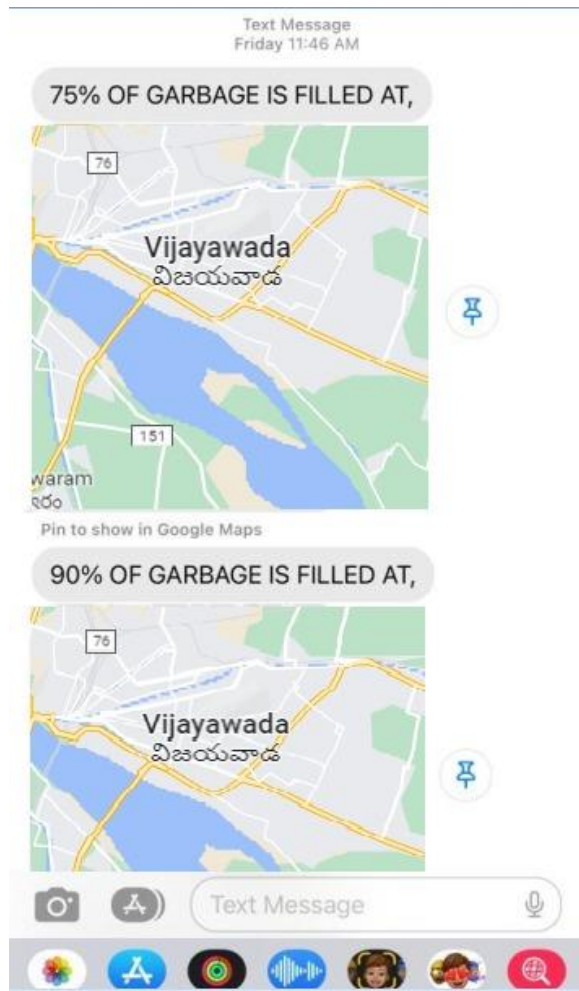 Text Message
Friday 11:46 AM
75% OF GARBAGE IS FILLED AT,
76
Vijayawada
విజయవాడ
151
waram
Pin to show in Google Maps
90% OF GARBAGE IS FILLED AT,
76
Vijayawada
విజయవాడ
Text Message